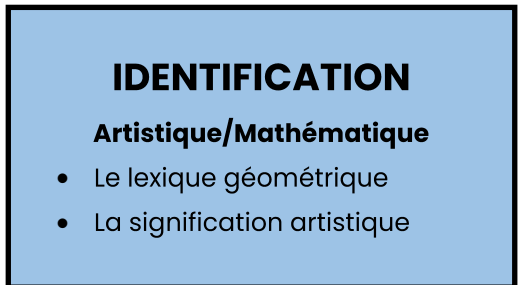 IDENTIFICATION
Artistique/Mathématique
• Le lexique géométrique
• La signification artistique